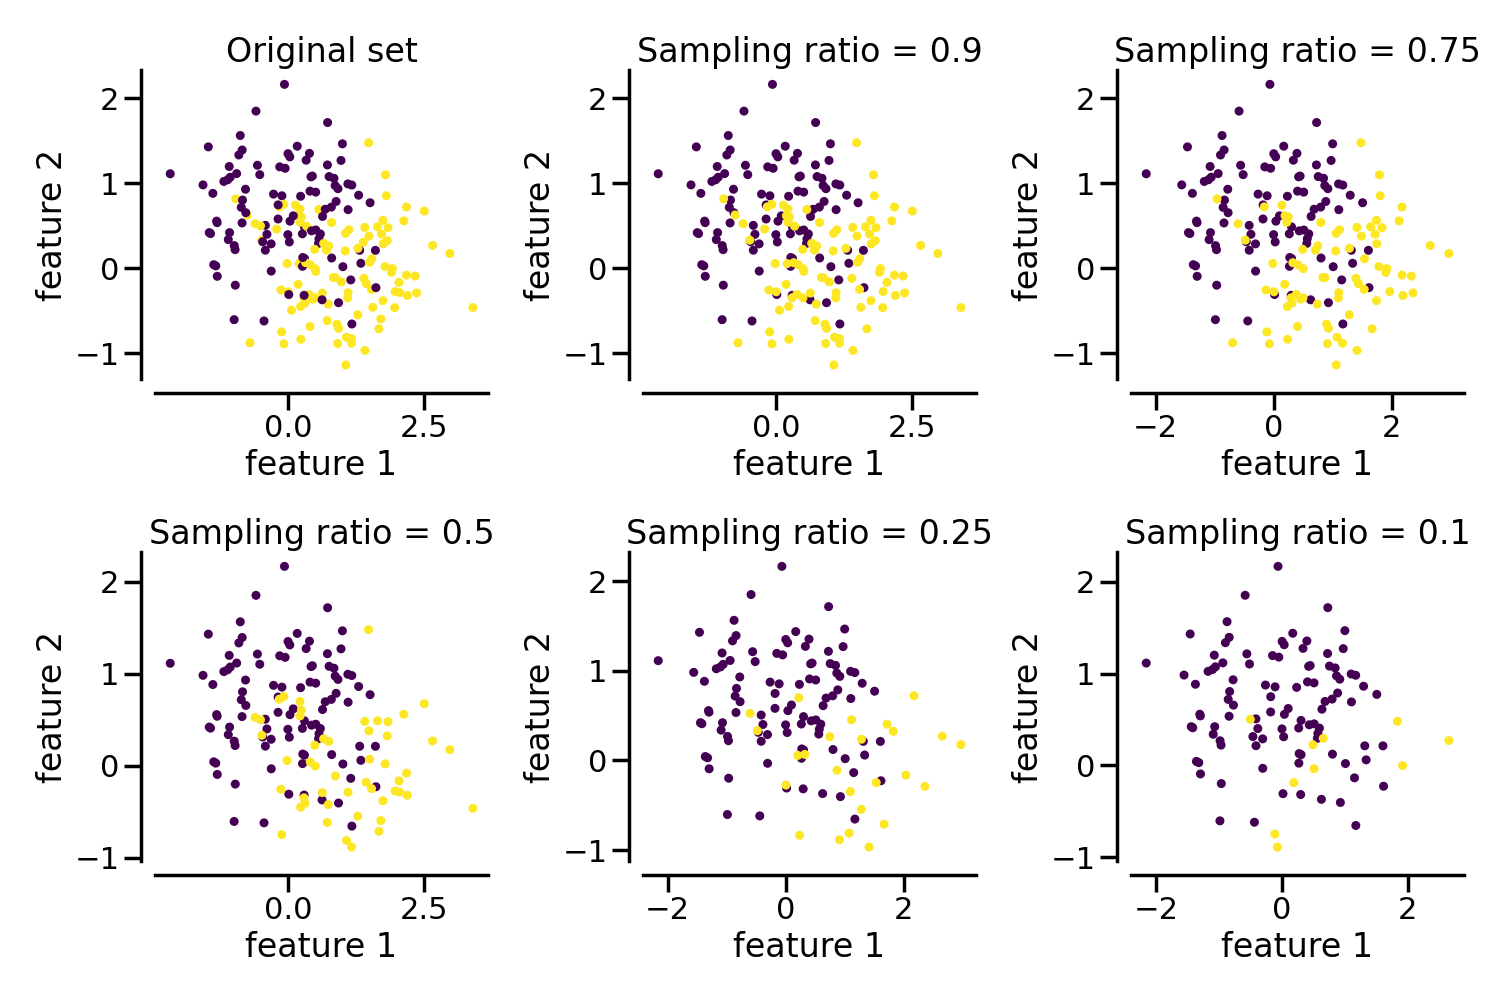 Original set
2
1
0
−1
feature 2
0.0 2.5
feature 1
Sampling ratio = 0.9
2
1
0
−1
feature 2
0.0 2.5
feature 1
Sampling ratio = 0.75
2
1
0
−1
feature 2
−2 0 2
feature 1
Sampling ratio = 0.5
2
1
0
−1
feature 2
0.0 2.5
feature 1
Sampling ratio = 0.25
2
1
0
−1
feature 2
−2 0 2
feature 1
Sampling ratio = 0.1
2
1
0
−1
feature 2
−2 0 2
feature 1